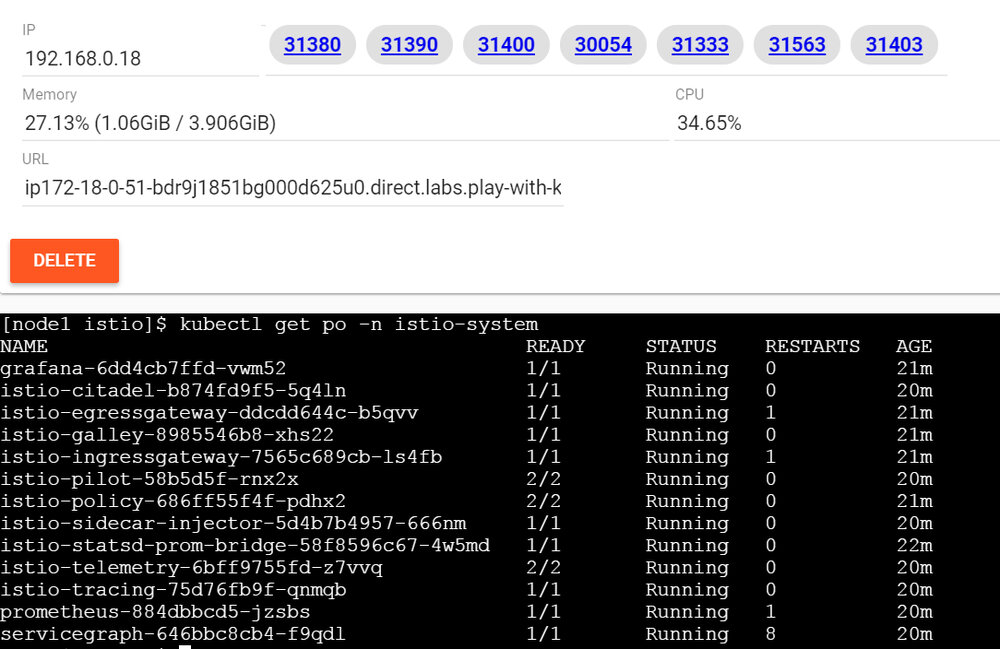 IP
192.168.0.18
31380 31390 31400 30054 31333 31563 31403
Memory
27.13% (1.06GiB / 3.906GiB)
CPU
34.65%
URL
ip172-18-0-51-bdr9j1851bg000d625u0.direct.labs.play-with-k
DELETE
[node1 istio]$ kubectl get po -n istio-system
NAME READY STATUS RESTARTS AGE
grafana-6dd4cb7ffd-vwm52 1/1 Running 0 21m
istio-citadel-b874fd9f5-5q4ln 1/1 Running 0 20m
istio-egressgateway-ddcdd644c-b5qvv 1/1 Running 1 21m
istio-galley-8985546b8-xhs22 1/1 Running 0 21m
istio-ingressgateway-7565c689cb-ls4fb 1/1 Running 1 21m
istio-pilot-58b5d5f-rnx2x 2/2 Running 0 20m
istio-policy-686ff55f4f-pdhx2 2/2 Running 0 21m
istio-sidecar-injector-5d4b7b4957-666nm 1/1 Running 0 20m
istio-statsd-prom-bridge-58f8596c67-4w5md 1/1 Running 0 22m
istio-telemetry-6bff9755fd-z7vvq 2/2 Running 0 20m
istio-tracing-75d76fb9f-qnmqb 1/1 Running 0 20m
prometheus-884dbbcd5-jzsbs 1/1 Running 1 20m
servicegraph-646bbc8cb4-f9qdl 1/1 Running 8 20m